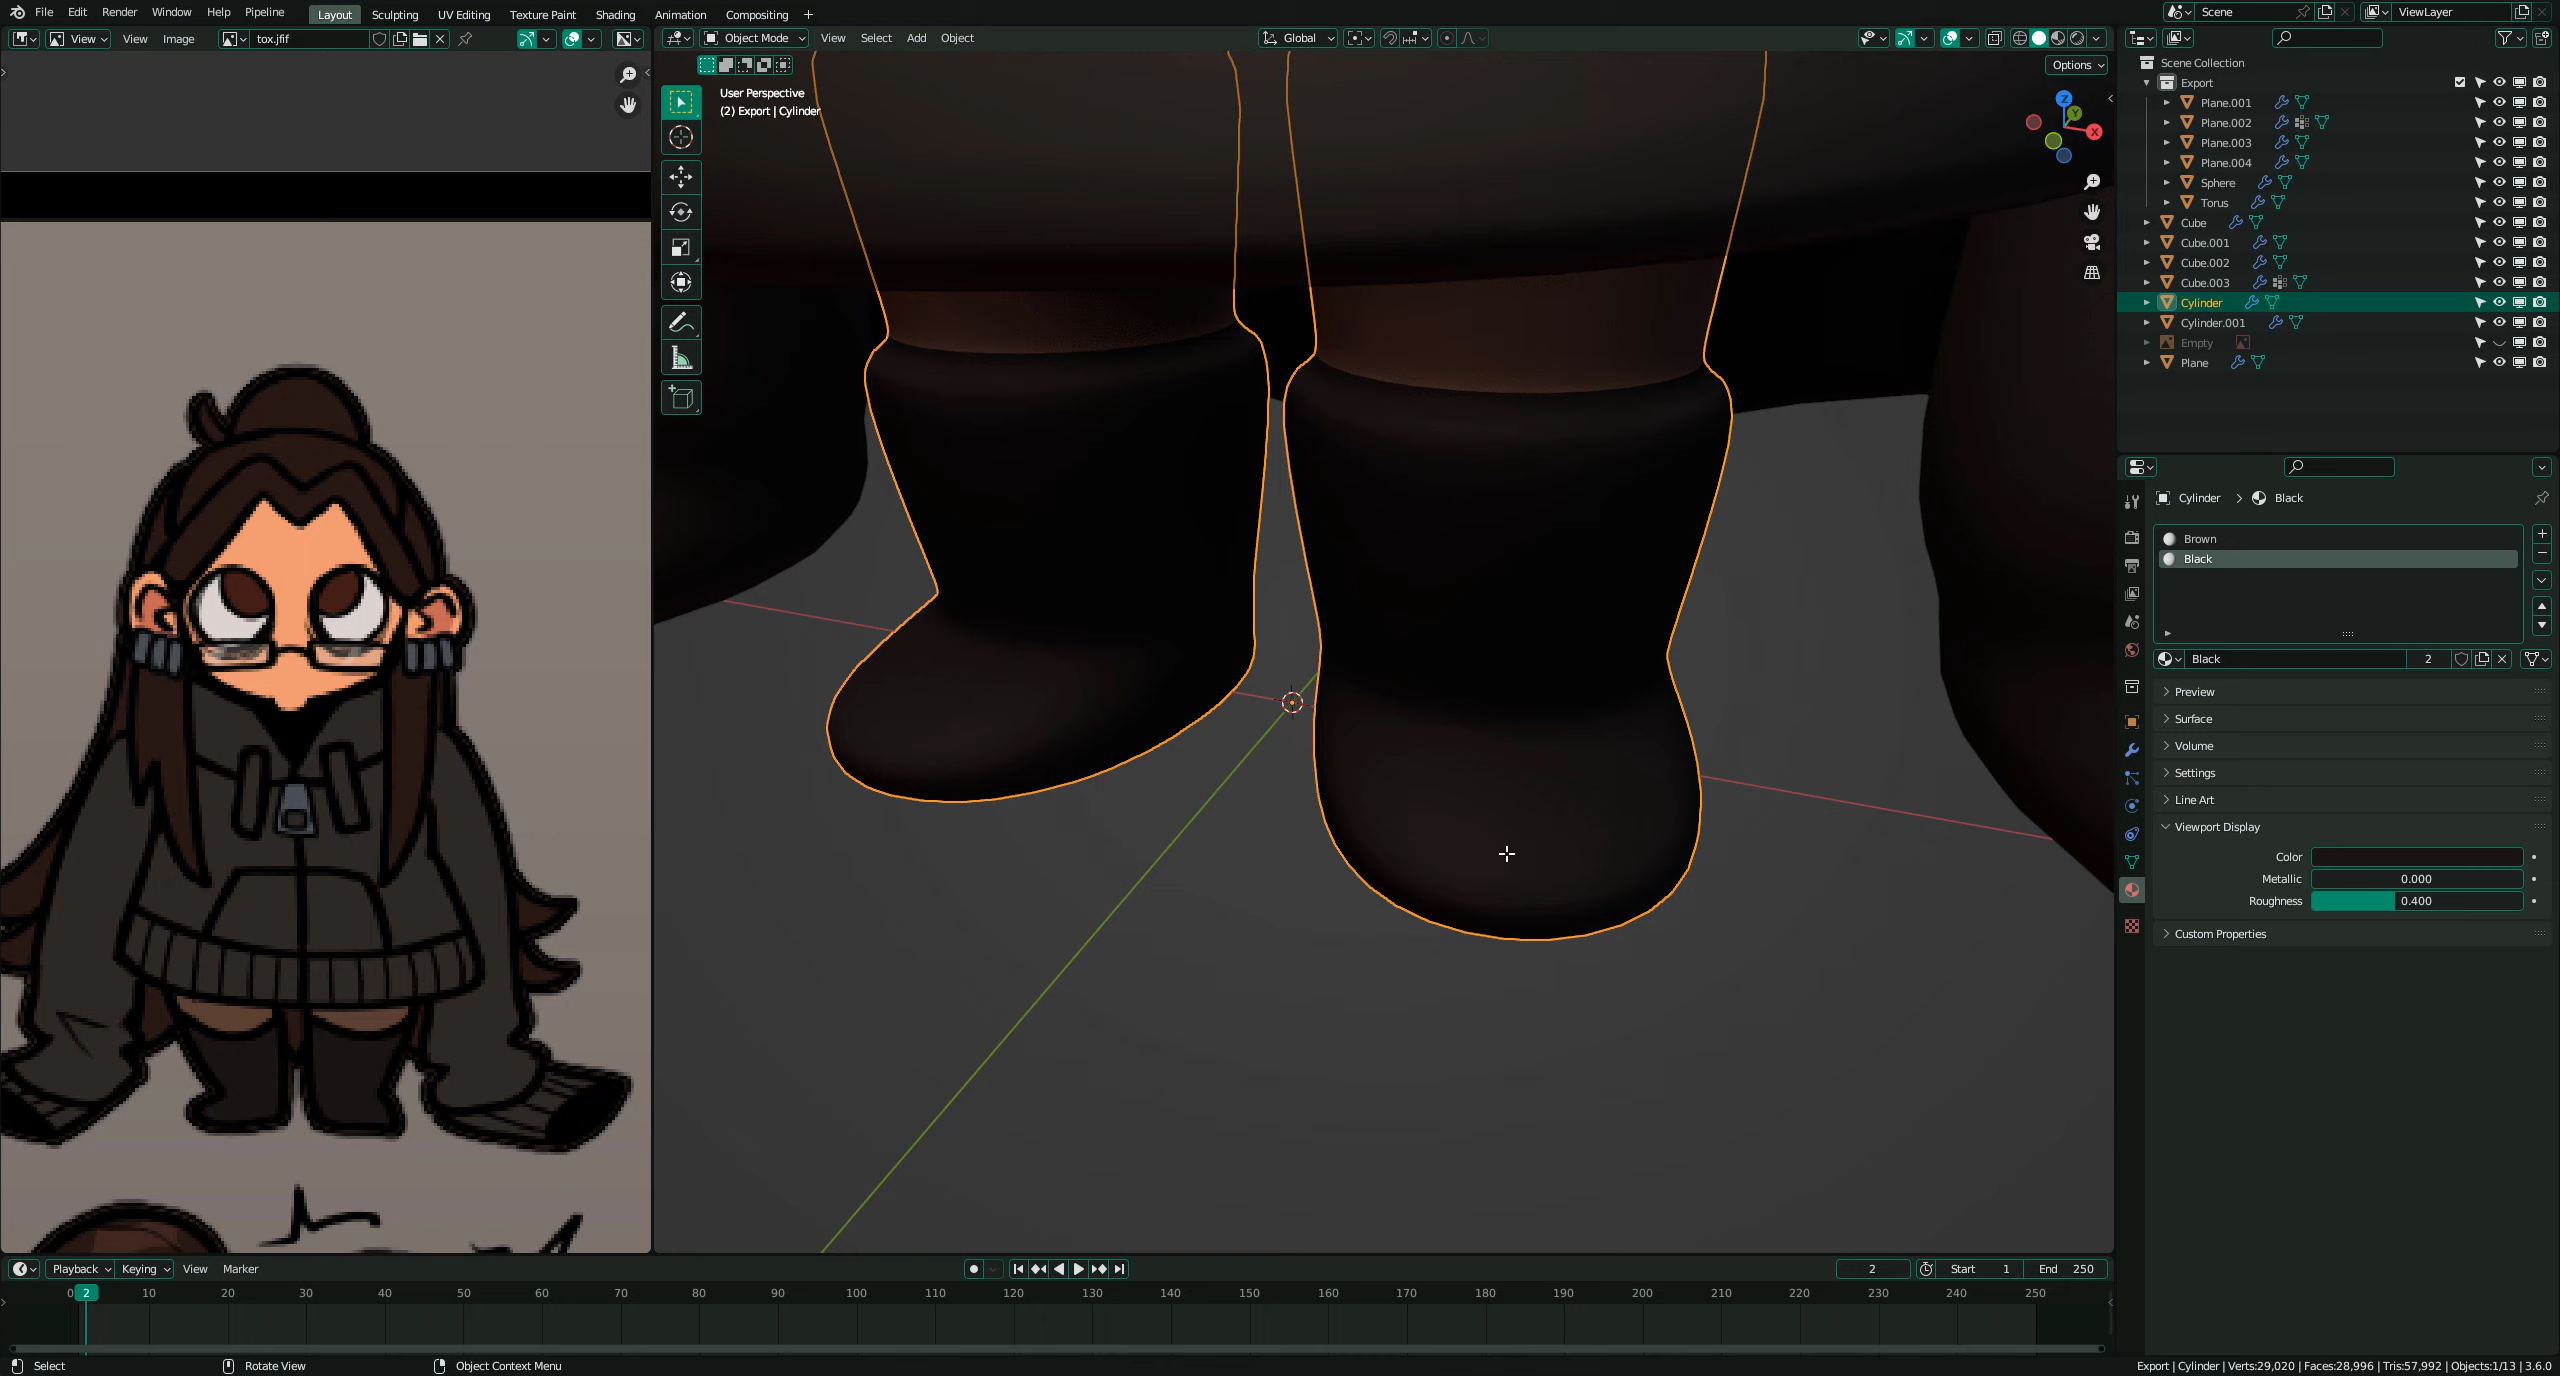 File Edit Render Window Help Pipeline Layout Sculpting UV Editing Texture Paint Shading Animation Compositing + Scene ViewLayer
View View Image tox.jfif Object Mode View Select Add Object Global
Options
User Perspective
(2) Export | Cylinder
Z
Y
X
Scene Collection
Export
Plane.001
Plane.002
Plane.003
Plane.004
Sphere
Torus
Cube
Cube.001
Cube.002
Cube.003
Cylinder
Cylinder.001
Empty
Plane
Cylinder > Black
Brown
Black
Black 2
Preview
Surface
Volume
Settings
Line Art
Viewport Display
Color
Metallic 0.000
Roughness 0.400
Custom Properties
Playback Keying View Marker 2 Start 1 End 250
0 2 10 20 30 40 50 60 70 80 90 100 110 120 130 140 150 160 170 180 190 200 210 220 230 240 250
Select Rotate View Object Context Menu Export | Cylinder | Verts:29,020 | Faces:28,996 | Tris:57,992 | Objects:1/13 | 3.6.0